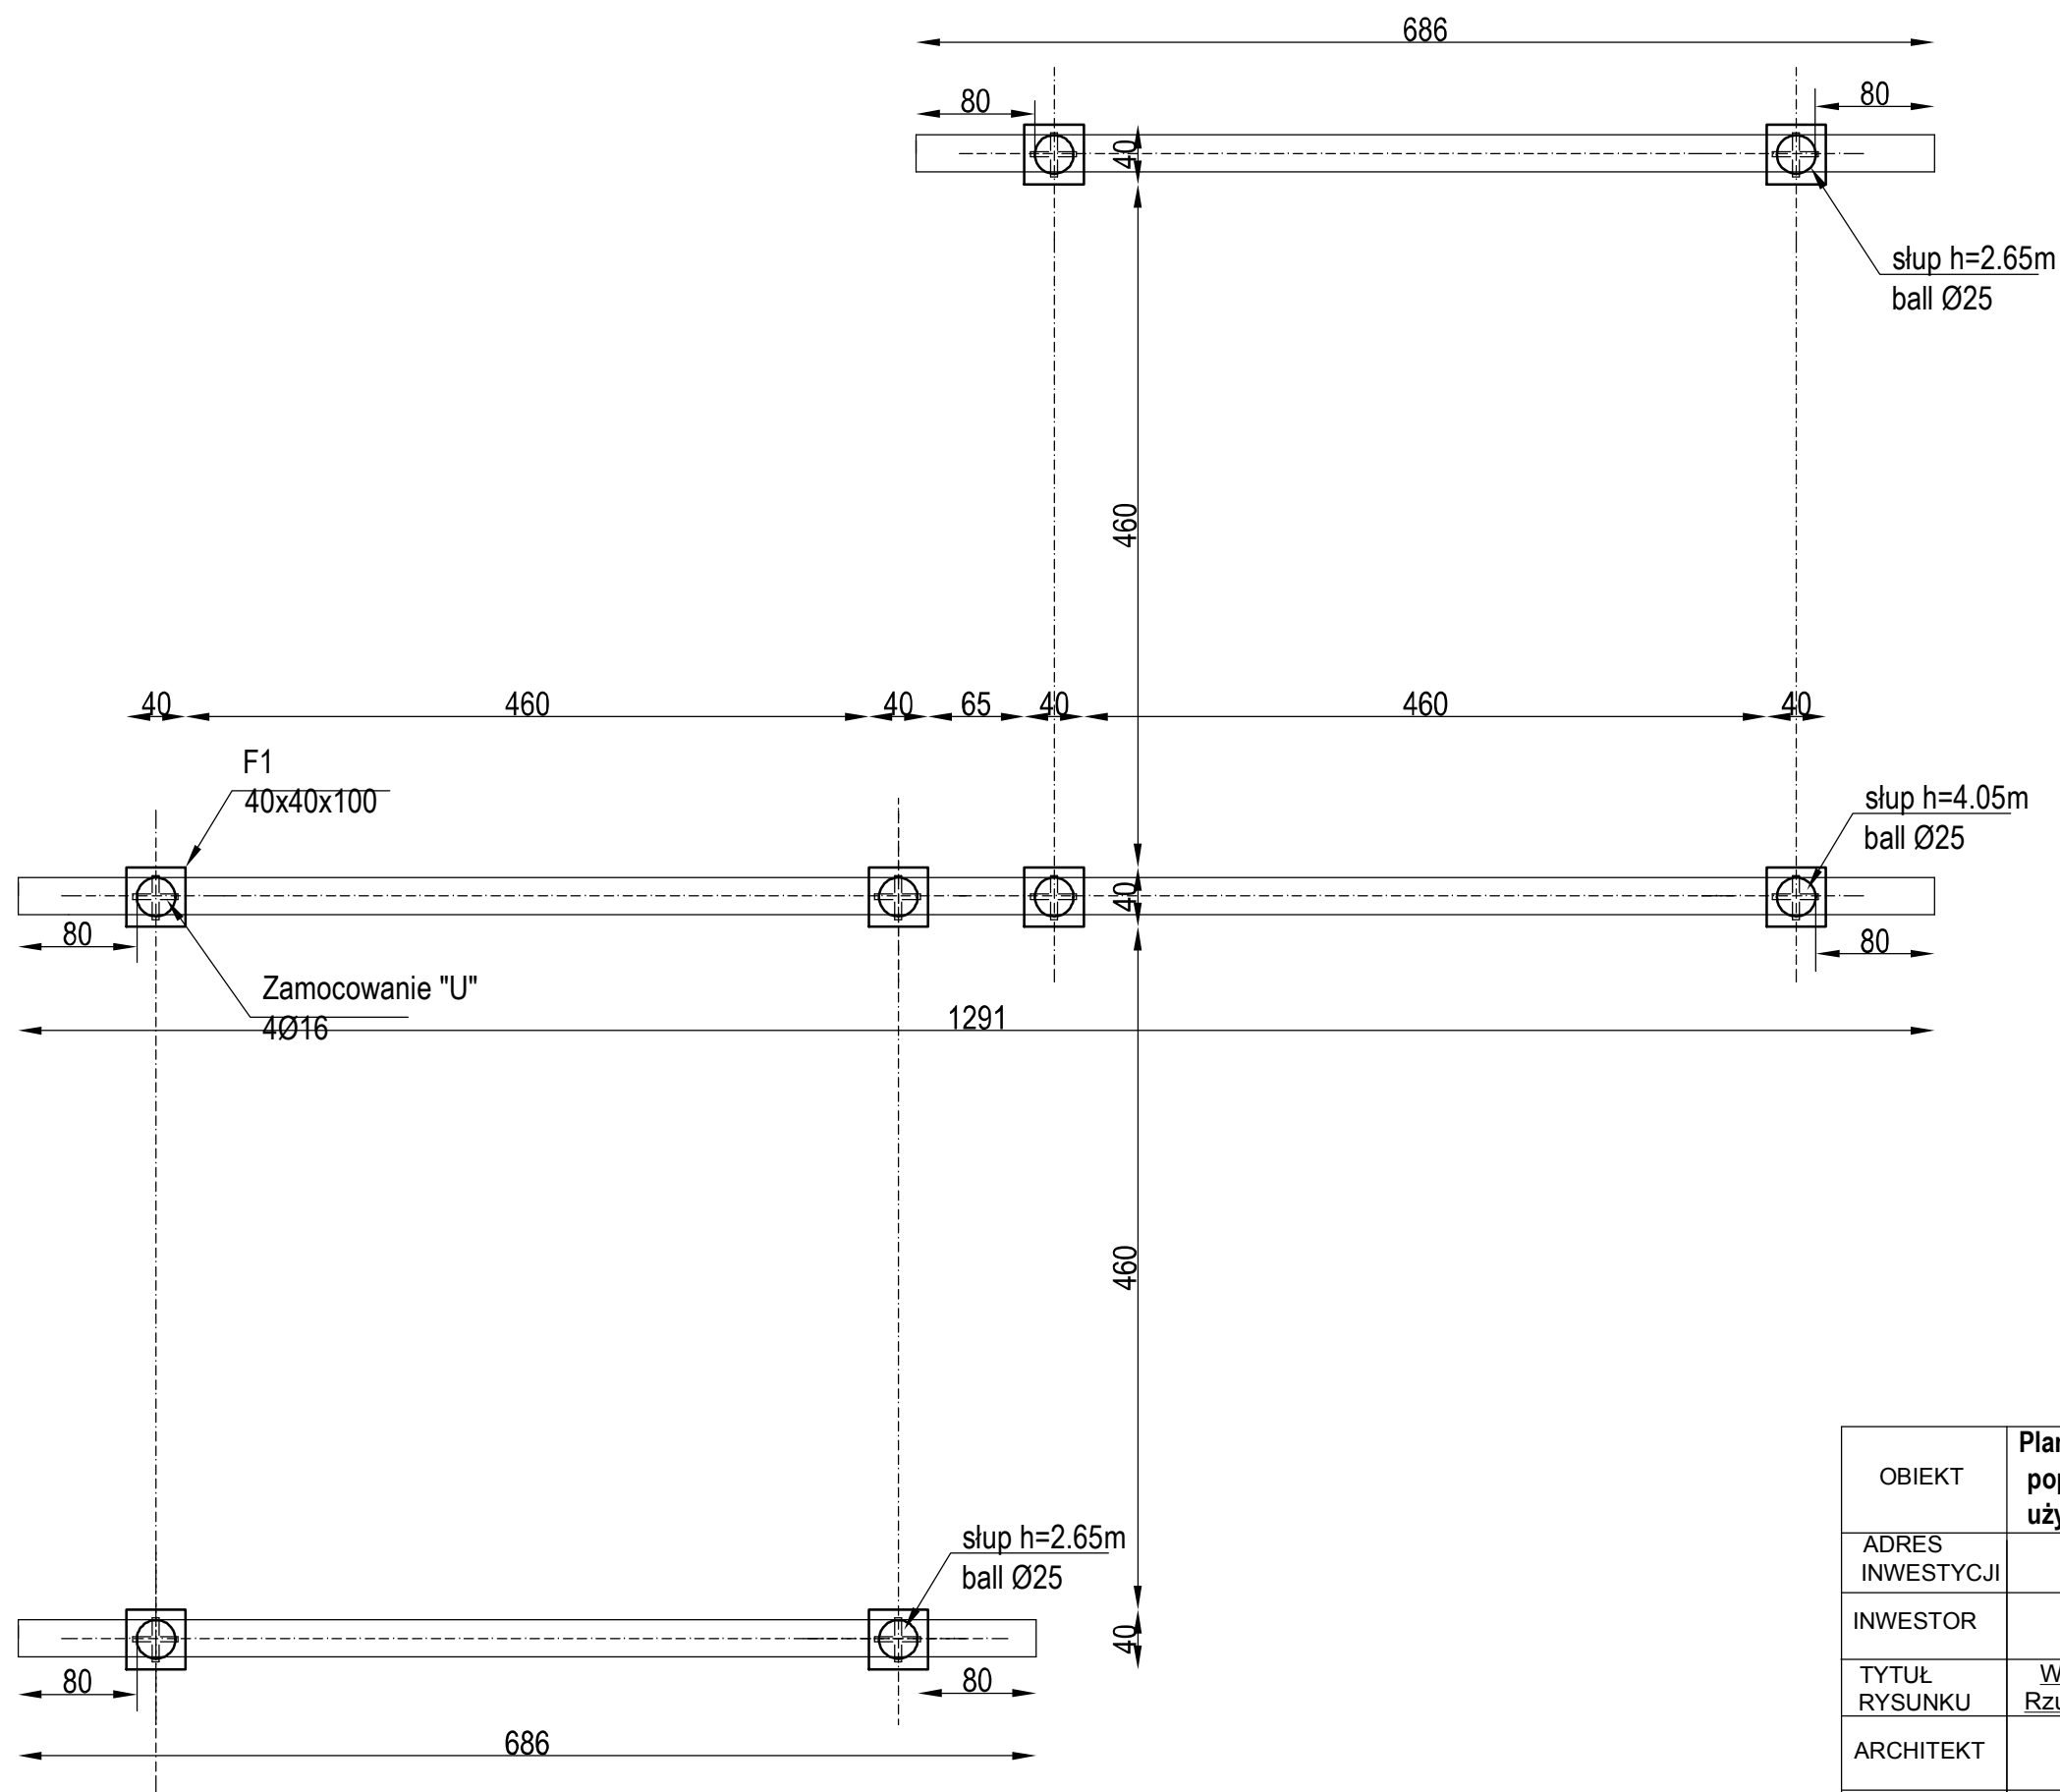 686
80
80
40
słup h=2.65m
ball Ø25
460
40
460
40
65
40
460
40
F1
40x40x100
słup h=4.05m
ball Ø25
40
80
80
Zamocowanie "U"
4Ø16
1291
460
słup h=2.65m
ball Ø25
40
80
80
686
OBIEKT
ADRES
INWESTYCJI
INWESTOR
TYTUŁ
RYSUNKU
Rzu
ARCHITEKT